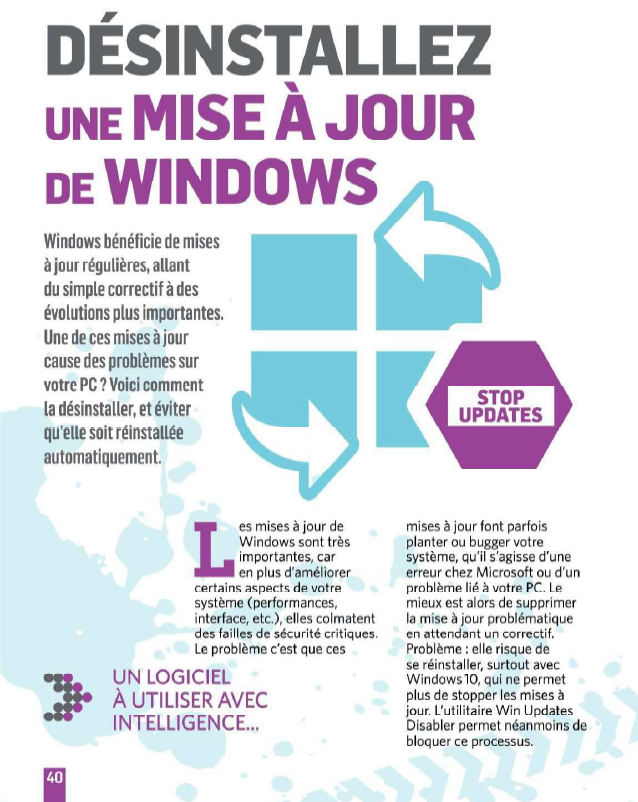 DÉSINSTALLEZ
UNE MISE À JOUR
DE WINDOWS
Windows bénéficie de mises
à jour régulières, allant
du simple correctif à des
évolutions plus importantes.
Une de ces mises à jour
cause des problèmes sur
votre PC ? Voici comment
la désinstaller, et éviter
qu'elle soit réinstallée
automatiquement.
STOP
UPDATES
Les mises à jour de
Windows sont très
importantes, car
en plus d'améliorer
certains aspects de votre
système (performances,
interface, etc.), elles colmatent
des failles de sécurité critiques.
Le problème c'est que ces
mises à jour font parfois
planter ou bugger votre
système, qu'il s'agisse d'une
erreur chez Microsoft ou d'un
problème lié à votre PC. Le
mieux est alors de supprimer
la mise à jour problématique
en attendant un correctif.
Problème : elle risque de
se réinstaller, surtout avec
Windows 10, qui ne permet
plus de stopper les mises à
jour. L'utilitaire Win Updates
Disabler permet néanmoins de
bloquer ce processus.
UN LOGICIEL
À UTILISER AVEC
INTELLIGENCE...
40